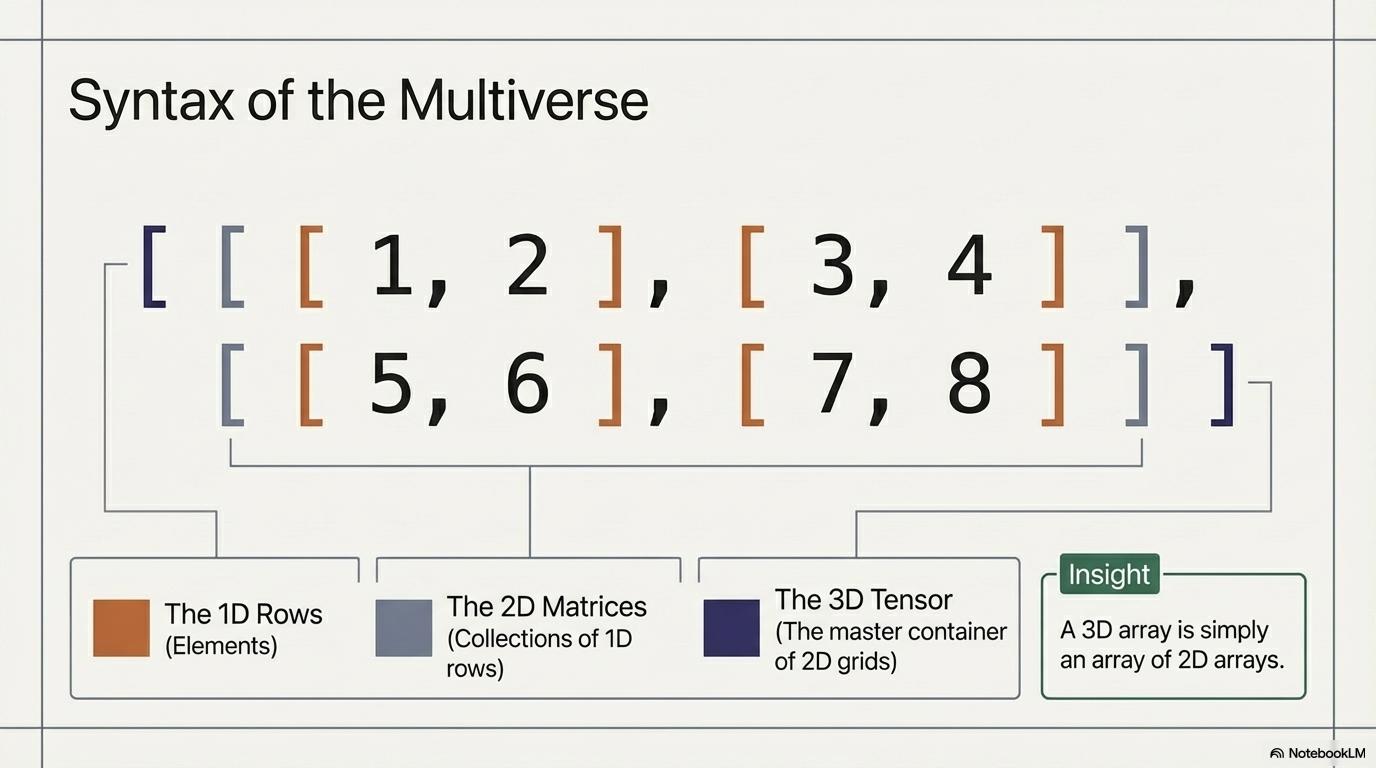 Syntax of the Multiverse
[ [ [ 1, 2 ], [ 3, 4 ] ],
[ [ 5, 6 ], [ 7, 8 ] ]
The 1D Rows
(Elements)
The 2D Matrices
(Collections of 1D
rows)
The 3D Tensor
(The master container
of 2D grids)
Insight
A 3D array is simply
an array of 2D arrays.
NotebookLM